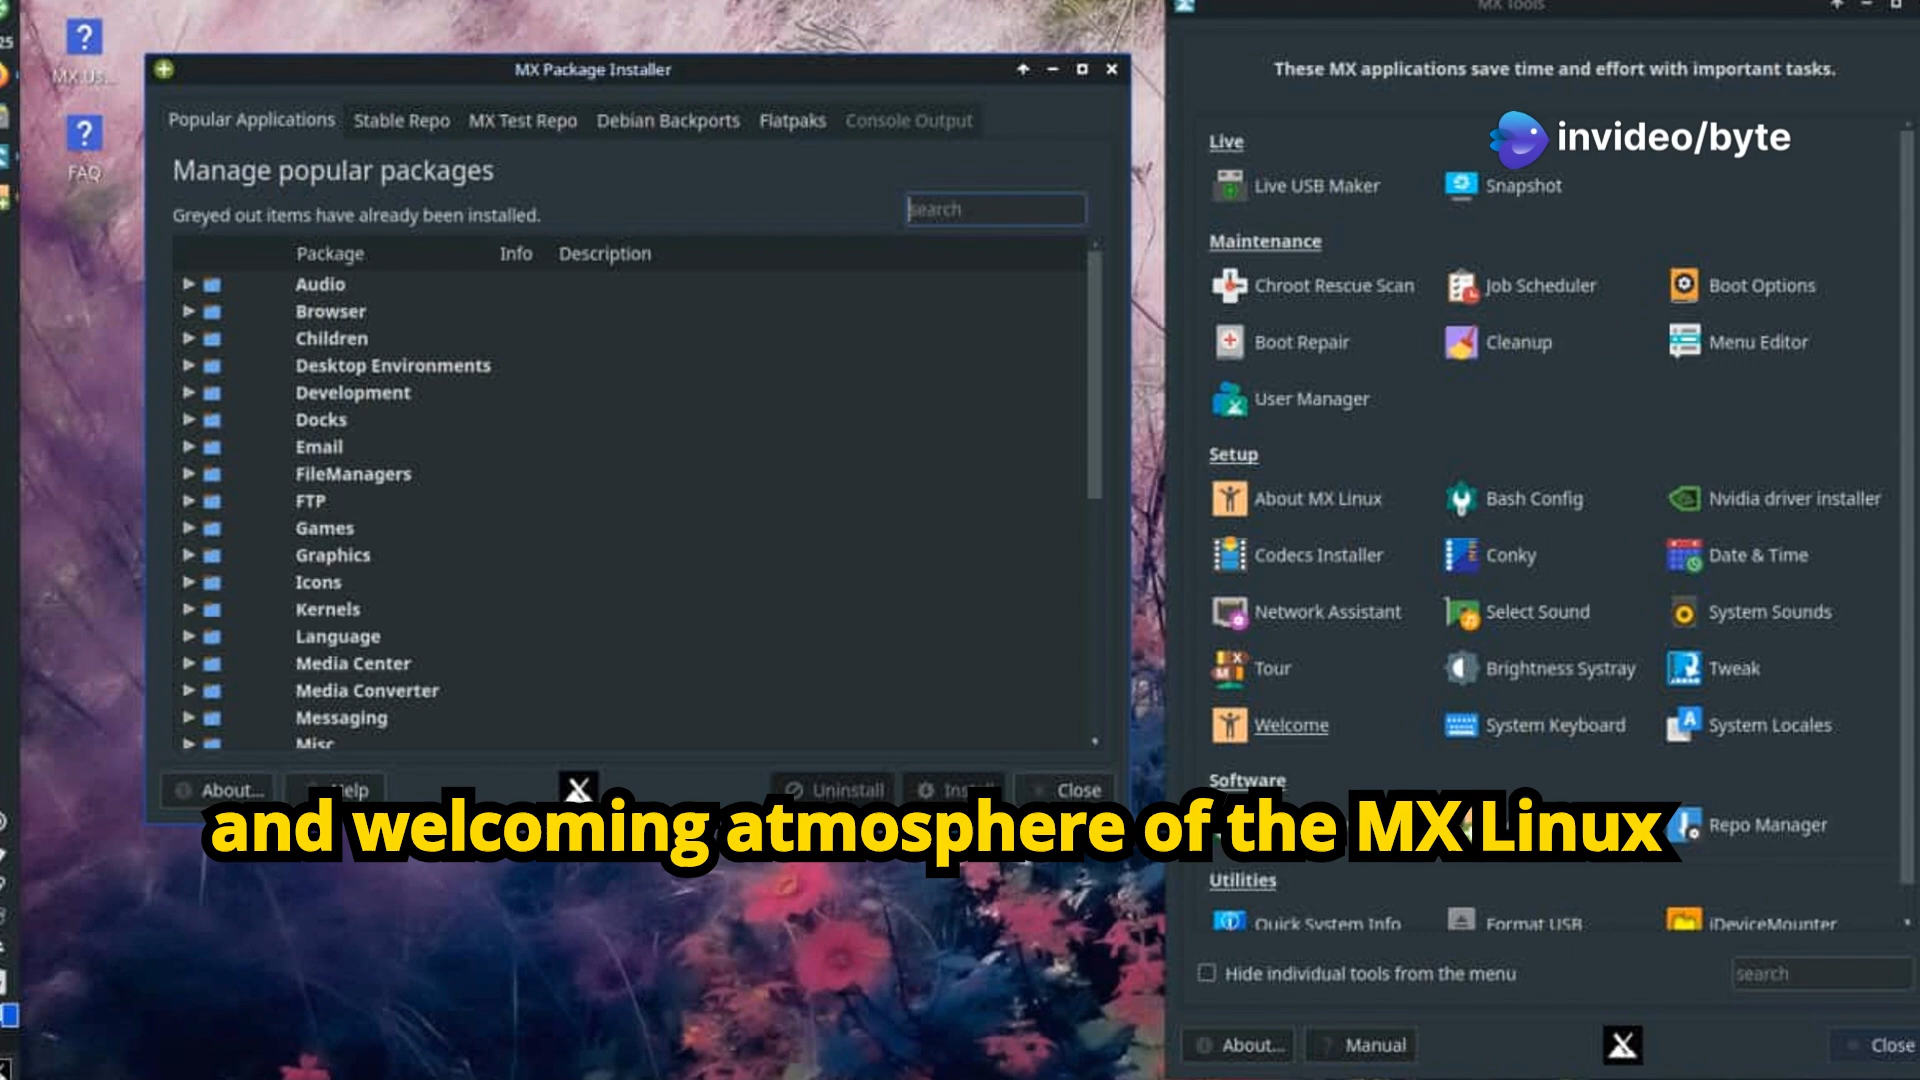 25
MX Us...
FAQ
MX Package Installer
Popular Applications
Stable Repo
MX Test Repo
Debian Backports
Flatpaks
Console Output
Manage popular packages
Greyed out items have already been installed.
search
Package Info Description
Audio
Browser
Children
Desktop Environments
Development
Docks
Email
FileManagers
FTP
Games
Graphics
Icons
Kernels
Language
Media Center
Media Converter
Messaging
Misc
About...
Help
Uninstall
Install
Close
MX Tools
These MX applications save time and effort with important tasks.
invideo/byte
Live
Live USB Maker
Snapshot
Maintenance
Chroot Rescue Scan
Job Scheduler
Boot Options
Boot Repair
Cleanup
Menu Editor
User Manager
Setup
About MX Linux
Bash Config
Nvidia driver installer
Codecs Installer
Conky
Date & Time
Network Assistant
Select Sound
System Sounds
Tour
Brightness Systray
Tweak
Welcome
System Keyboard
System Locales
Software
Repo Manager
and welcoming atmosphere of the MX Linux
Utilities
Quick System Info
Format USB
iDeviceMounter
Hide individual tools from the menu
search
About...
Manual
Close